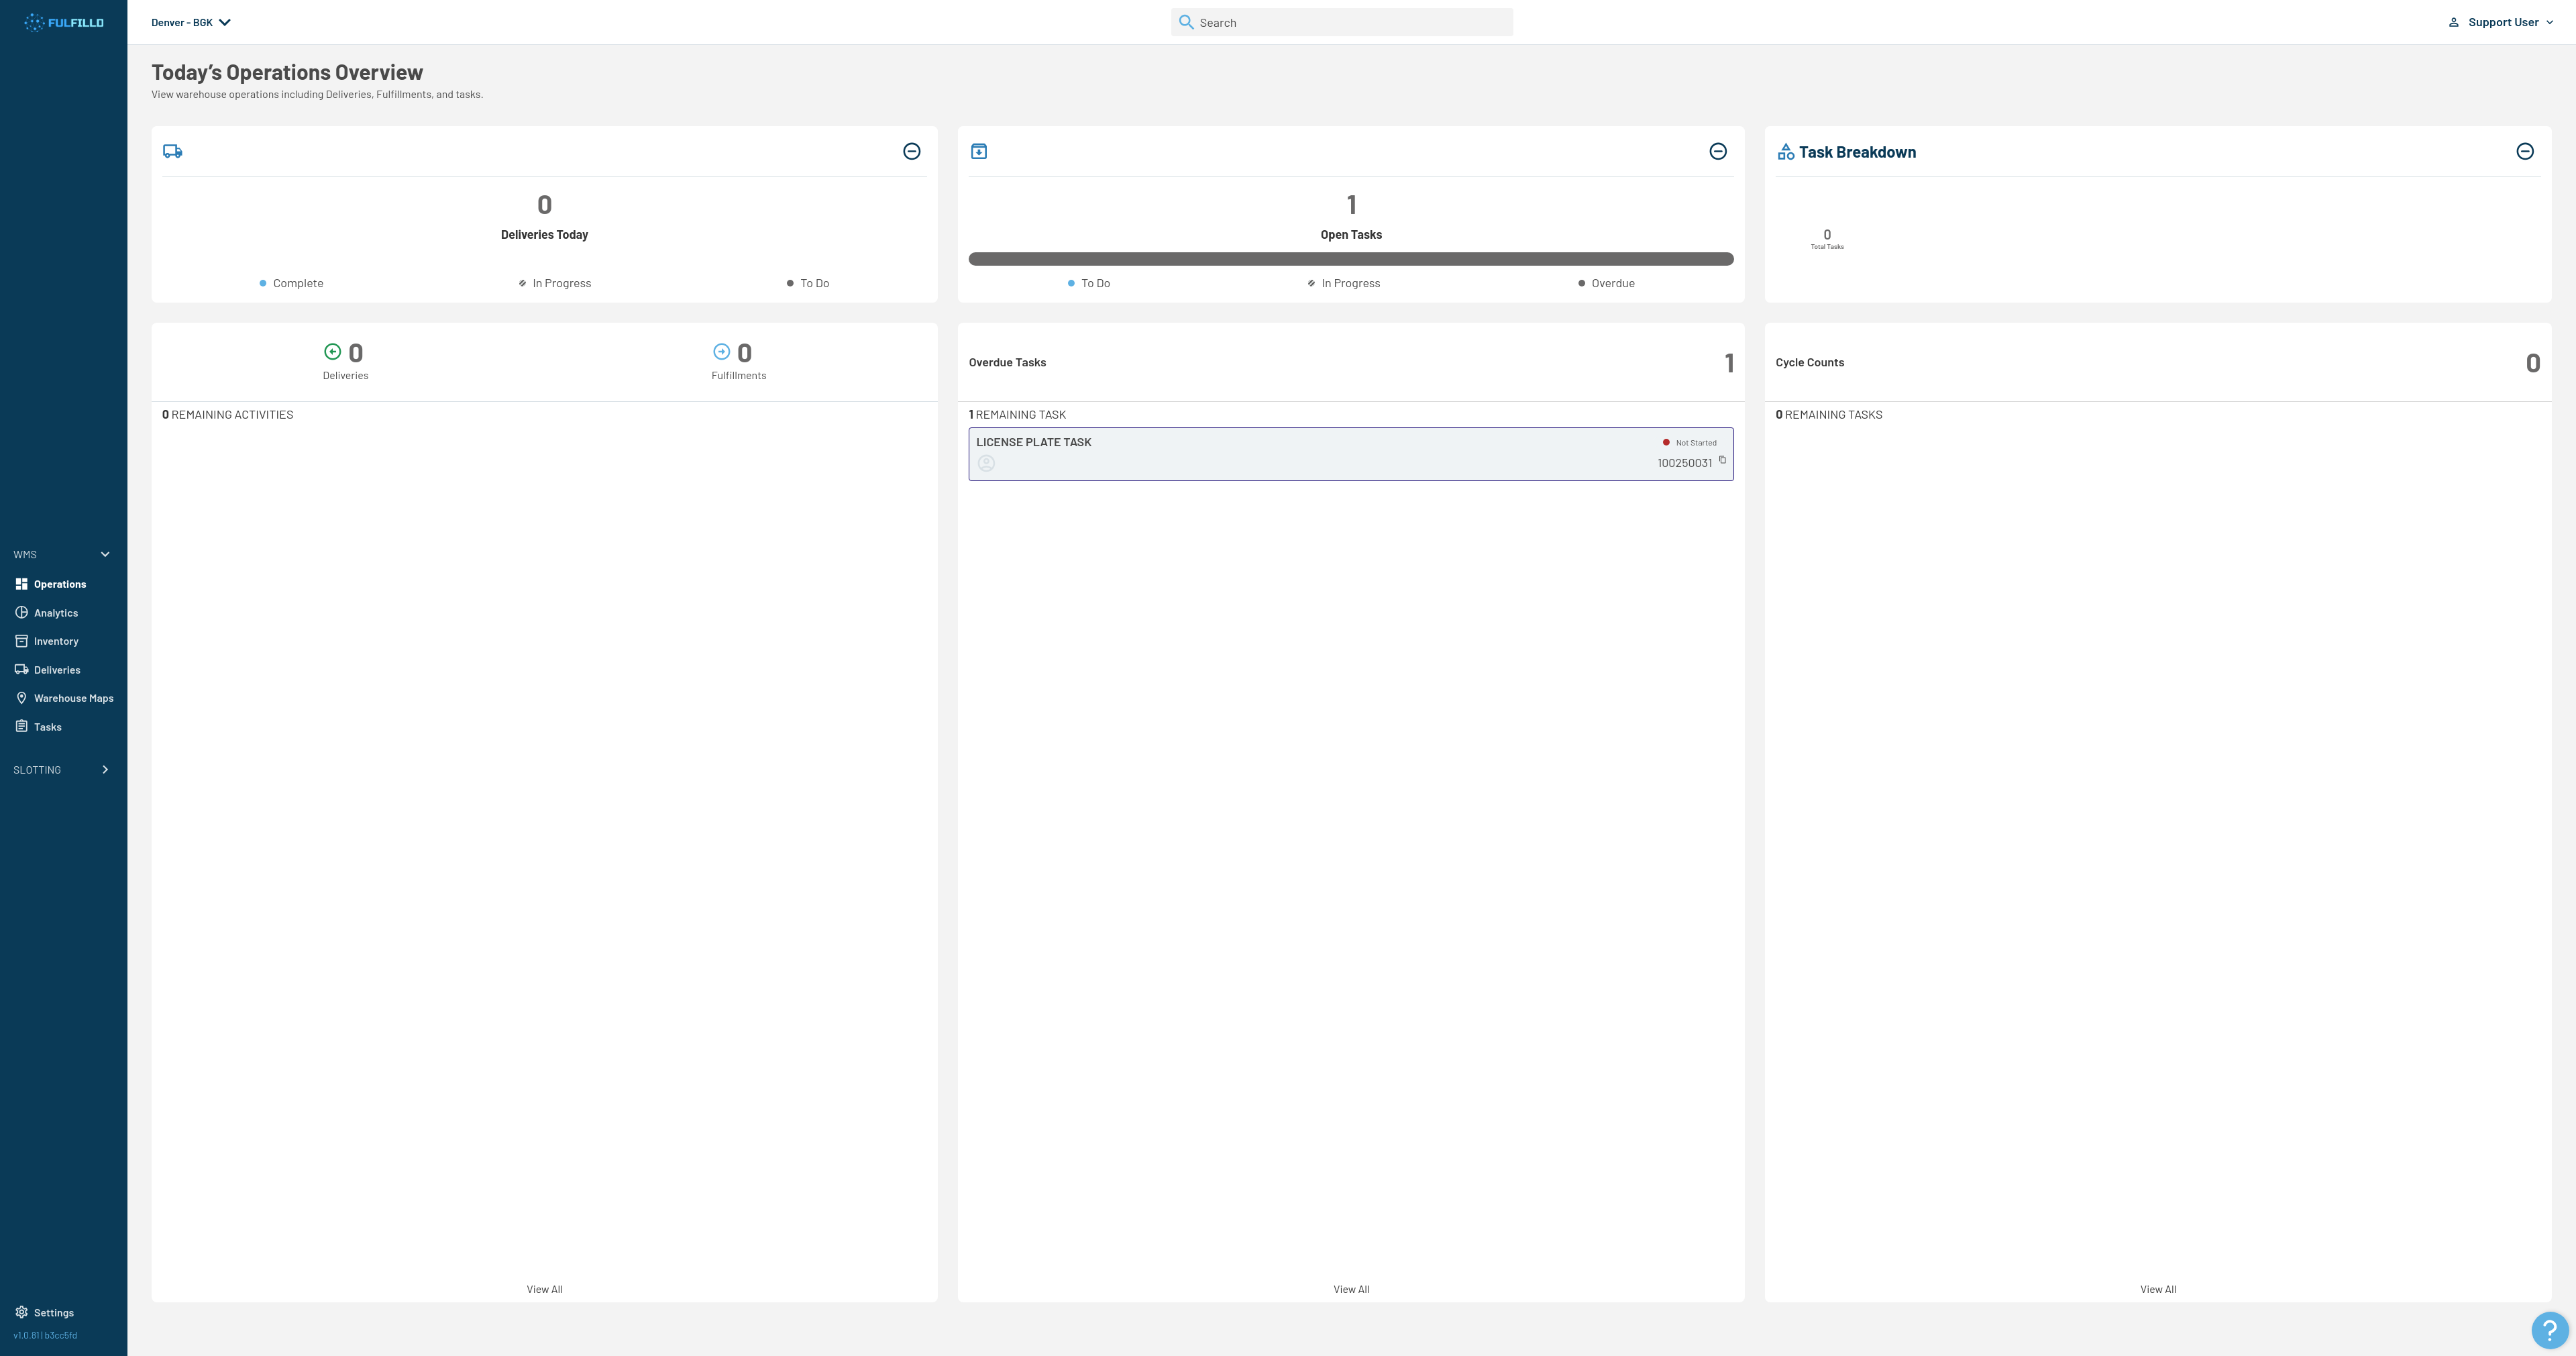 FULFILLD
Denver - BGK
Search
Support User
Today’s Operations Overview
View warehouse operations including Deliveries, Fulfillments, and tasks.
0
Deliveries Today
Complete
In Progress
To Do
1
Open Tasks
To Do
In Progress
Overdue
Task Breakdown
0
Total Tasks
0
Deliveries
0
Fulfillments
0 REMAINING ACTIVITIES
View All
Overdue Tasks
1
1 REMAINING TASK
LICENSE PLATE TASK
Not Started
100250031
View All
Cycle Counts
0
0 REMAINING TASKS
View All
WMS
Operations
Analytics
Inventory
Deliveries
Warehouse Maps
Tasks
SLOTTING
Settings
v1.0.81 | b3cc5fd
?